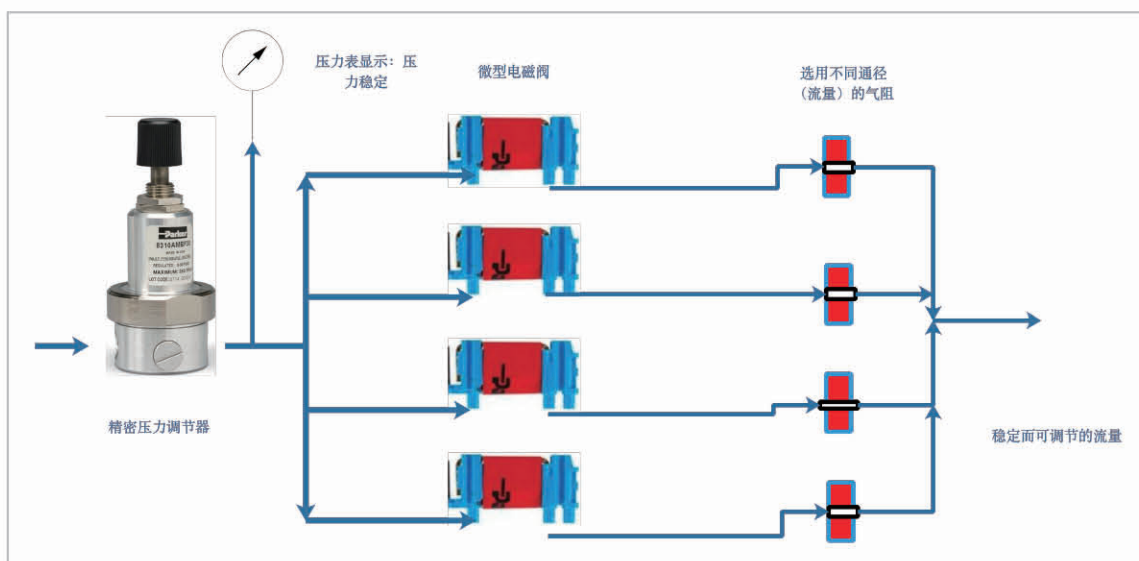 压力表显示：压
力稳定
微型电磁阀
选用不同通径
（流量）的气阻
Parker
精密压力调节器
稳定而可调节的流量